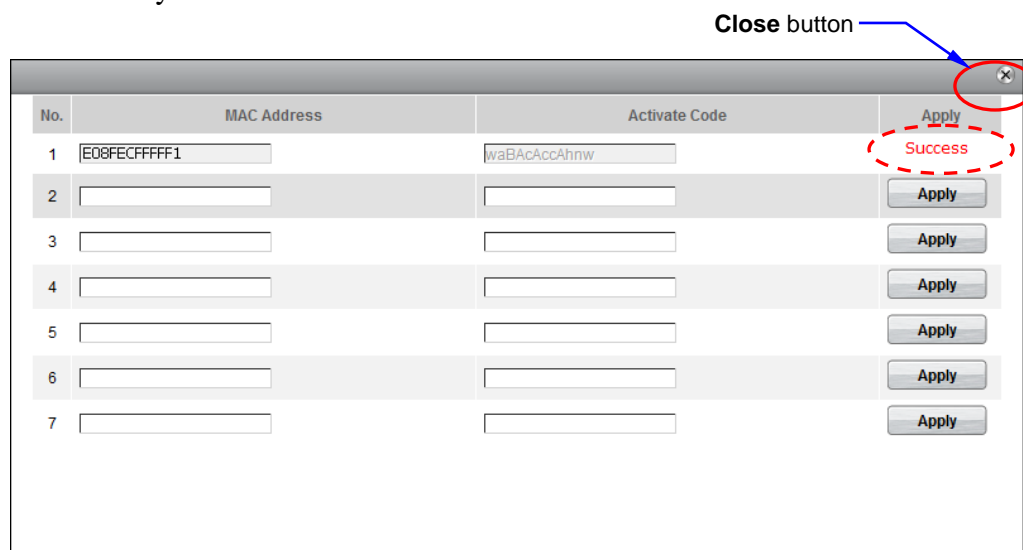 y
Close button
No. MAC Address Activate Code Apply
1 E08FECFFFFF1 waBAcAccAhnw Success
2 Apply
3 Apply
4 Apply
5 Apply
6 Apply
7 Apply